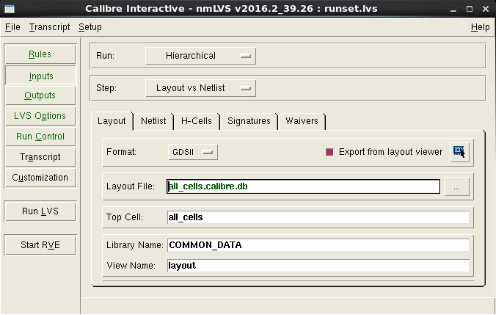 Calibre Interactive - nmLVS v2016.2_39.26 : runset.lvs
File Transcript Setup Help
Rules
Inputs
Outputs
LVS Options
Run Control
Transcript
Customization
Run LVS
Start RVE
Run: Hierarchical
Step: Layout vs Netlist
Layout Netlist H-Cells Signatures Waivers
Format: GDSII Export from layout viewer
Layout File: all_cells.calibre.db ...
Top Cell: all_cells
Library Name: COMMON_DATA
View Name: layout